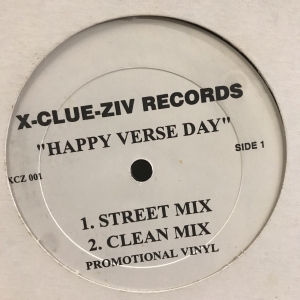 X-CLUE-ZIV RECORDS
"HAPPY VERSE DAY"
SIDE 1
XCZ 001
1. STREET MIX
2. CLEAN MIX
PROMOTIONAL VINYL